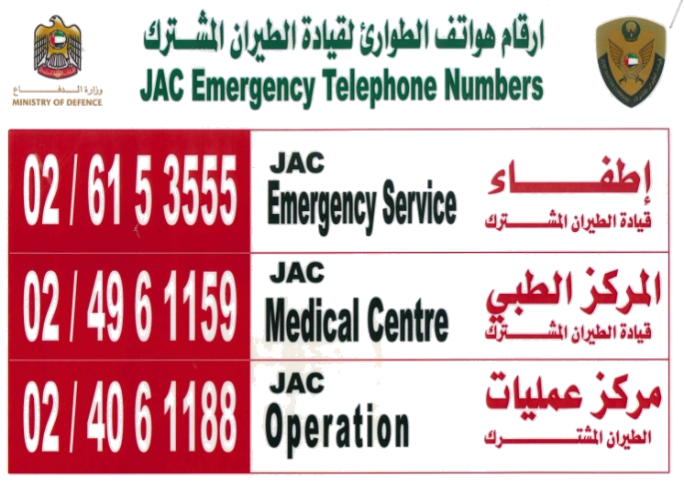 ارقام هواتف الطوارئ لقيادة الطيران المشترك
JAC Emergency Telephone Numbers
وزارة الدفاع
MINISTRY OF DEFENCE
02 / 61 5 3555
JAC
Emergency Service
إطفاء
قيادة الطيران المشترك
02 / 49 6 1159
JAC
Medical Centre
المركز الطبي
قيادة الطيران المشترك
02 / 40 6 1188
JAC
Operation
مركز عمليات
الطيران المشترك